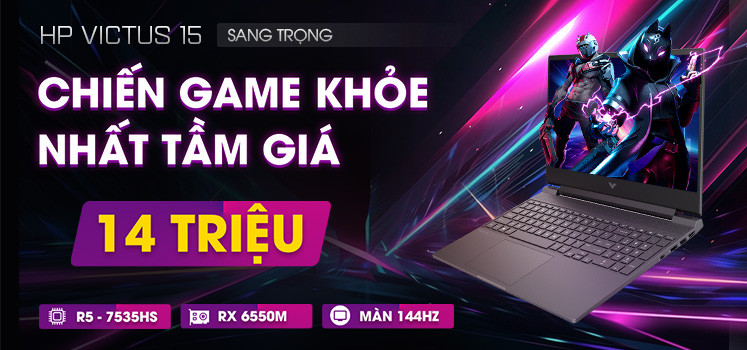 HP VICTUS 15 SANG TRỌNG
CHIẾN GAME KHỎE
NHẤT TẦM GIÁ
14 TRIỆU
R5 - 7535HS RX 6550M MÀN 144HZ